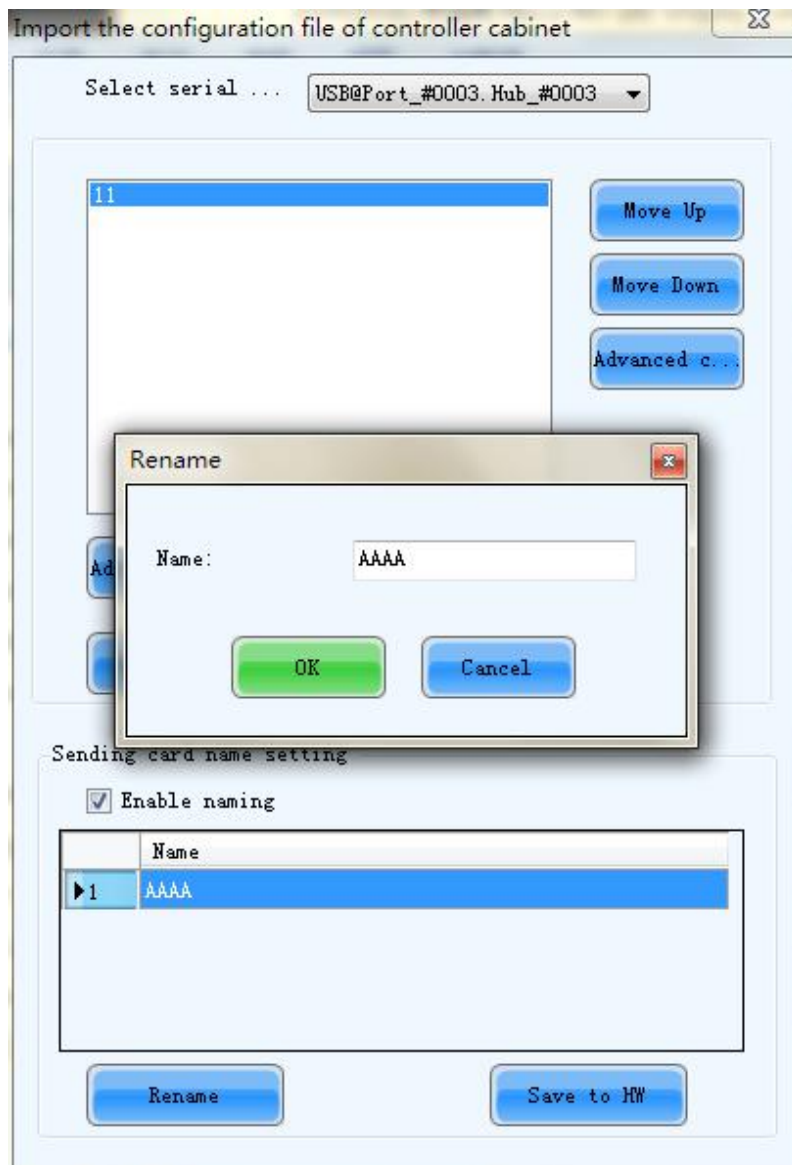 Import the configuration file of controller cabinet
Select serial ...
USB@Port_#0003.Hub_#0003
11
Move Up
Move Down
Advanced c...
Rename
Ad
Name:
AAAA
OK
Cancel
Sending card name setting
Enable naming
Name
1
AAAA
Rename
Save to HW